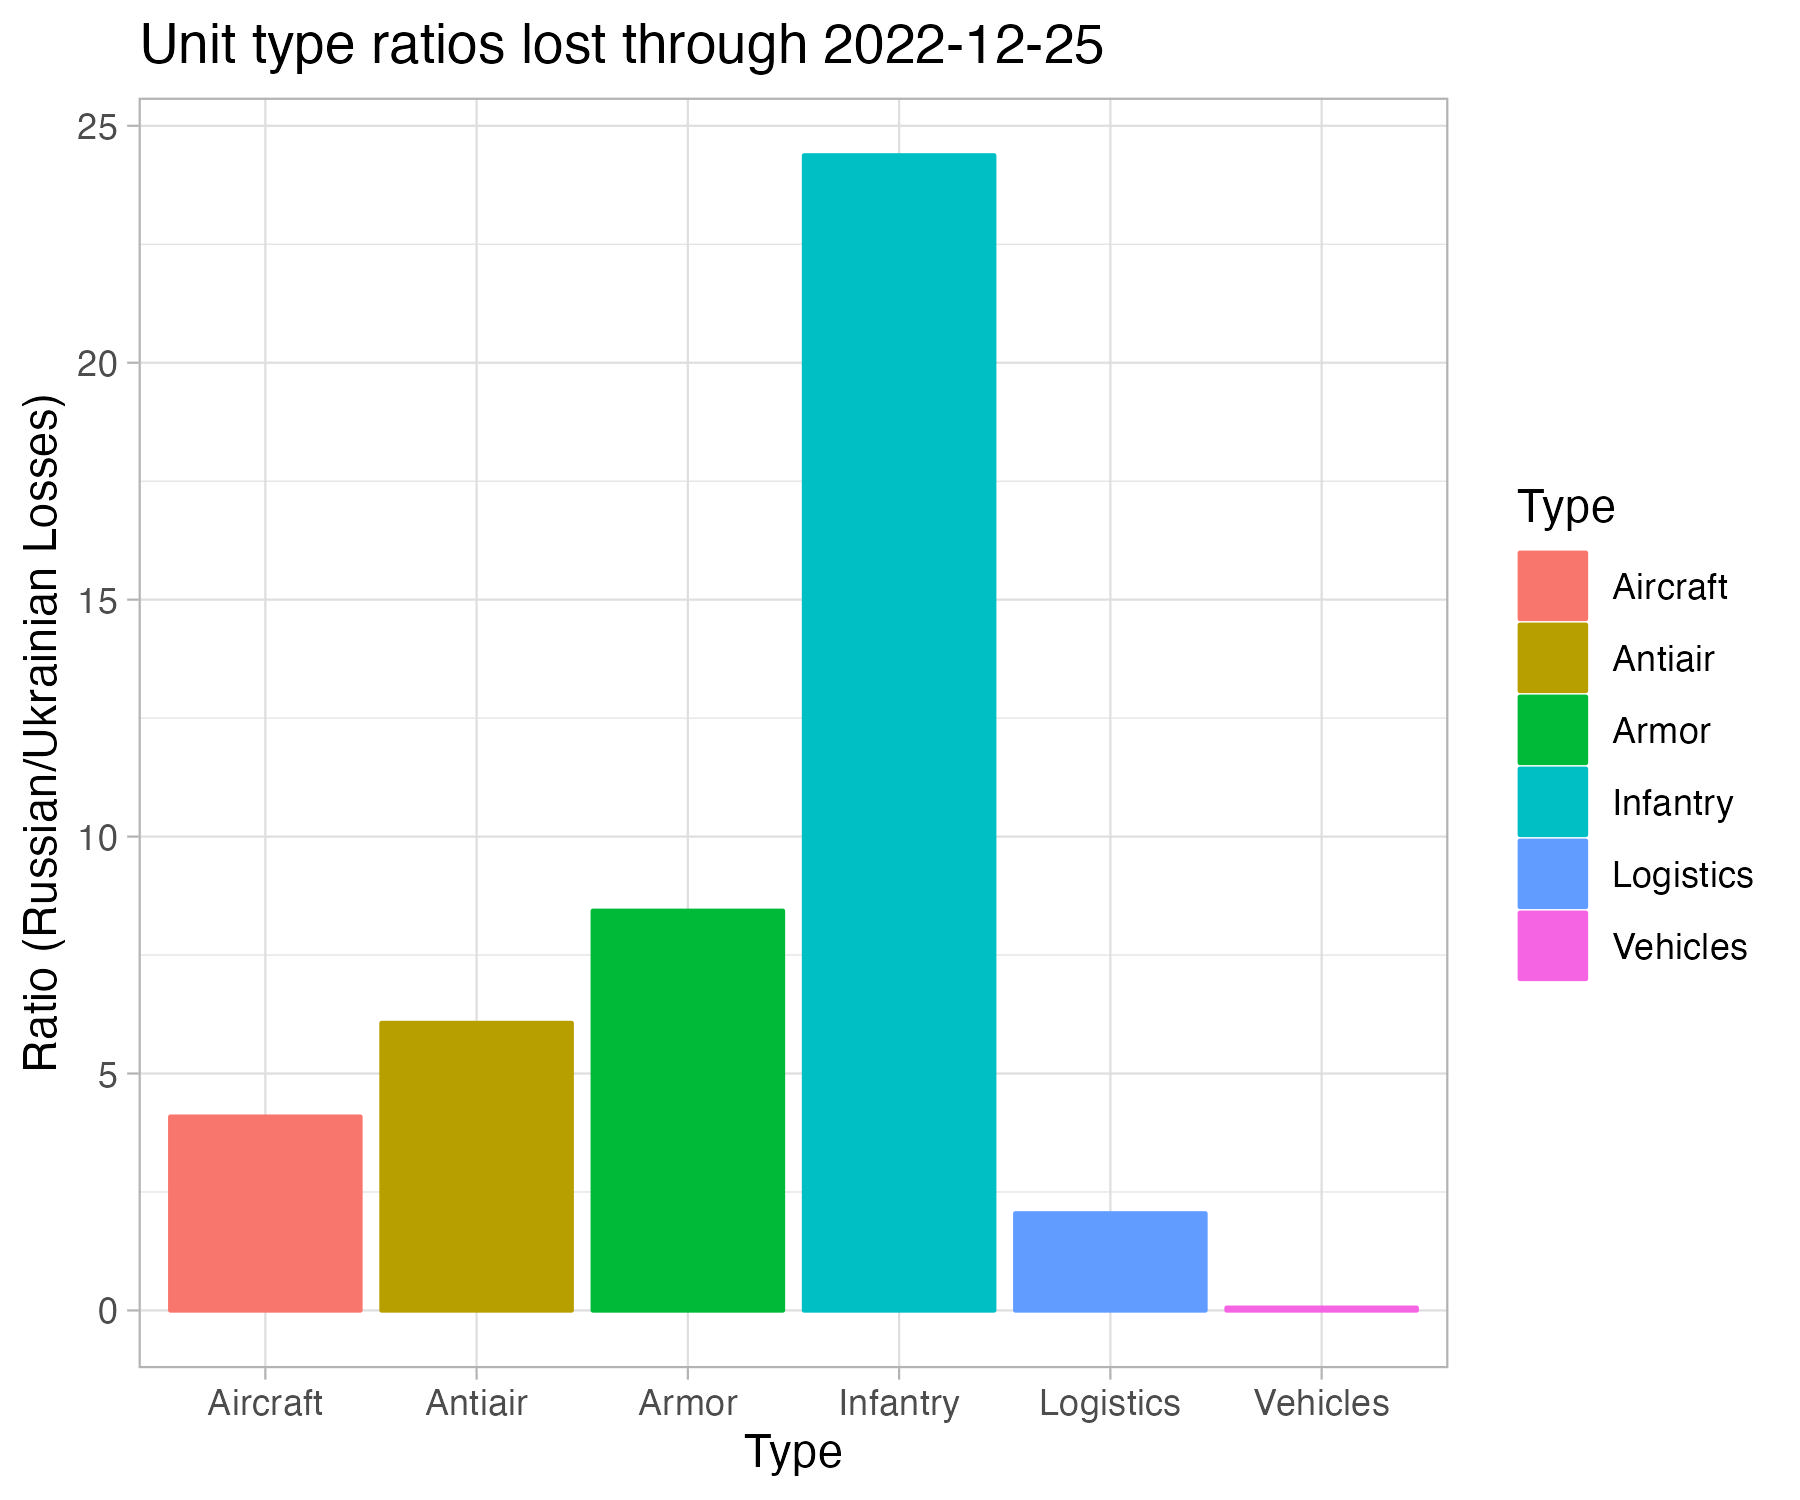 Unit type ratios lost through 2022-12-25
Ratio (Russian/Ukrainian Losses)
25
20
15
10
5
0
Aircraft
Antiair
Armor
Infantry
Logistics
Vehicles
Type
Type
Aircraft
Antiair
Armor
Infantry
Logistics
Vehicles